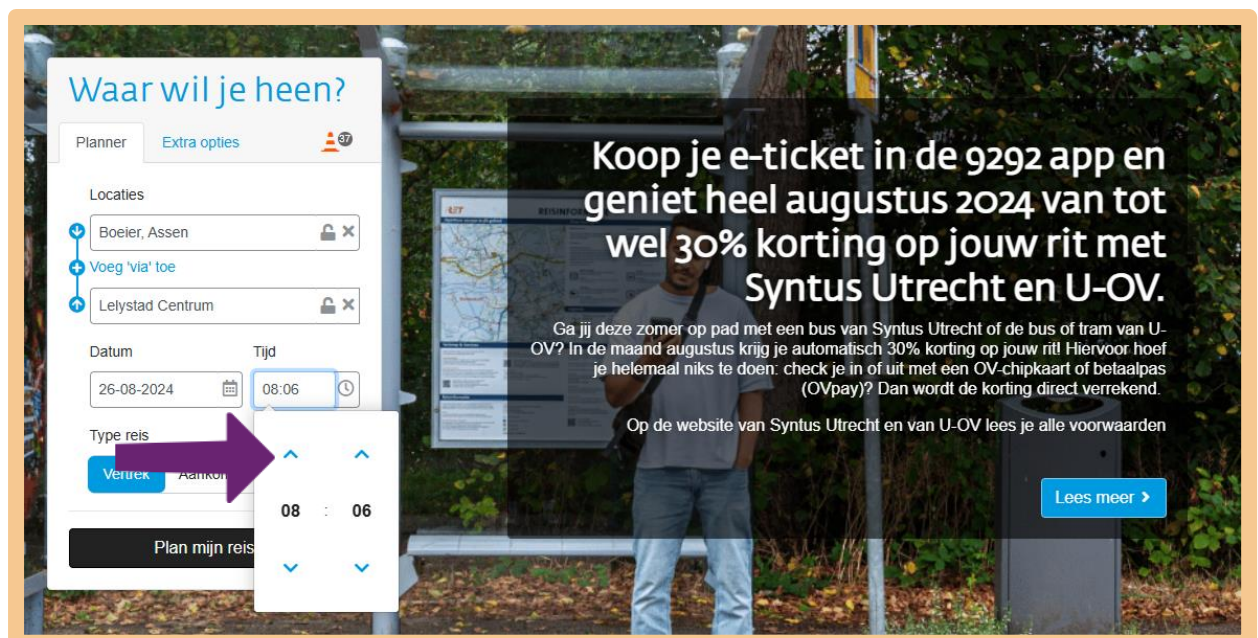 Waar wil je heen?
Planner Extra opties 37
Locaties
Boeier, Assen
Voeg 'via' toe
Lelystad Centrum
Datum Tijd
26-08-2024 08:06
Type reis
Vertrek
08 : 06
Plan mijn reis
Koop je e-ticket in de 9292 app en
geniet heel augustus 2024 van tot
wel 30% korting op jouw rit met
Syntus Utrecht en U-OV.
Ga jij deze zomer op pad met een bus van Syntus Utrecht of de bus of tram van U-
OV? In de maand augustus krijg je automatisch 30% korting op jouw rit! Hiervoor hoef
je helemaal niks te doen: check je in of uit met een OV-chipkaart of betaalpas
(OVpay)? Dan wordt de korting direct verrekend.
Op de website van Syntus Utrecht en van U-OV lees je alle voorwaarden
Lees meer